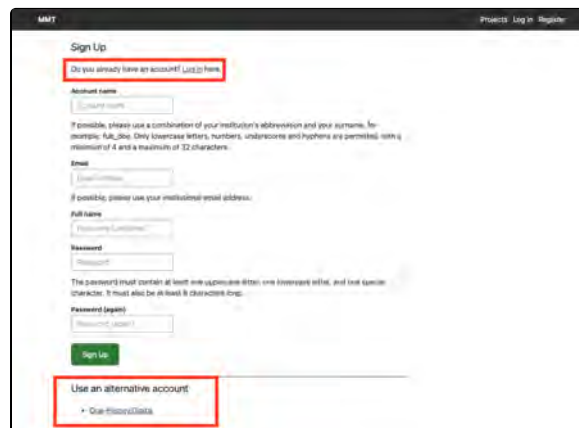 MMT
Projects Log in Register
Sign Up
Do you already have an account? Log in here.
Account name
Account name
If possible, please use a combination of your institution's abbreviation and your surname, for
example: fub_doe. Only lowercase letters, numbers, underscores and hyphens are permitted, with a
minimum of 4 and a maximum of 32 characters.
Email
If possible, please use your institutional email address.
Full name
Password
Password
The password must contain at least one uppercase letter, one lowercase letter, and one special
character. It must also be at least 8 characters long.
Password (again)
Password (again)
Sign Up
Use an alternative account